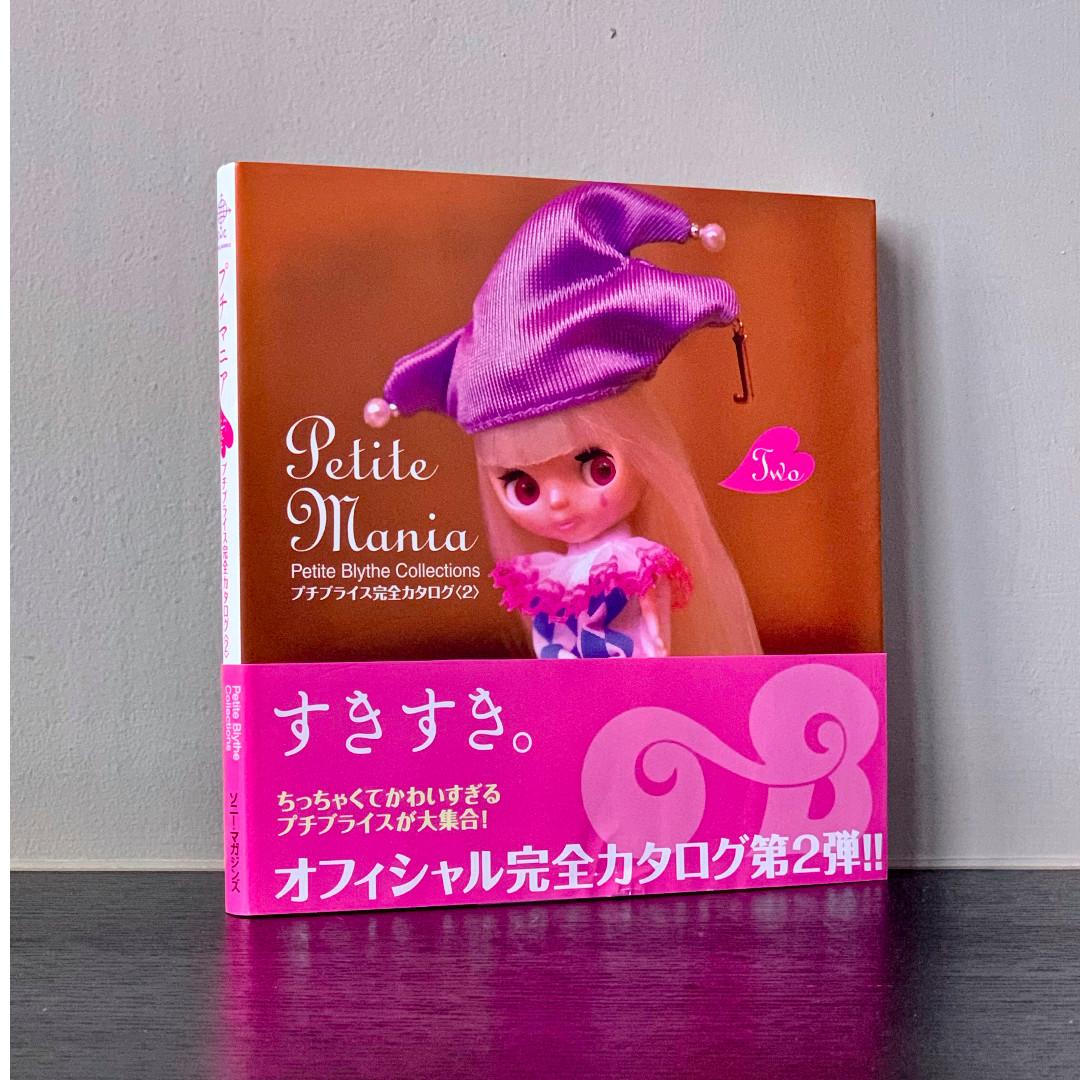 プチマニア
プチブライス完全カタログ〈2〉
Petite Blythe
Collections
ソニー・マガジンズ
Petite
Mania
Petite Blythe Collections
プチブライス完全カタログ〈2〉
Two
すきすき。
ちっちゃくてかわいすぎる
プチブライスが大集合!
オフィシャル完全カタログ第2弾!!